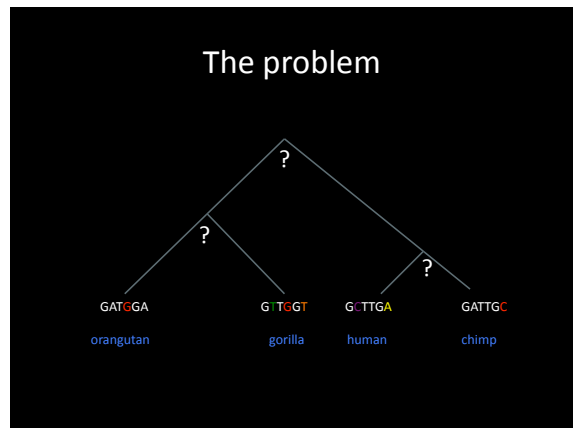 The problem
?
?
?
GATGGA GTTGGT GCTTGA GATTGC
orangutan gorilla human chimp